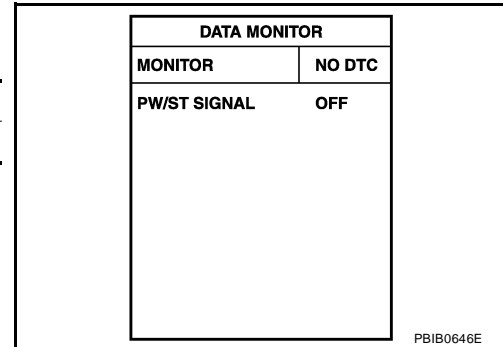 DATA MONITOR
MONITOR NO DTC
PW/ST SIGNAL OFF
PBIB0646E